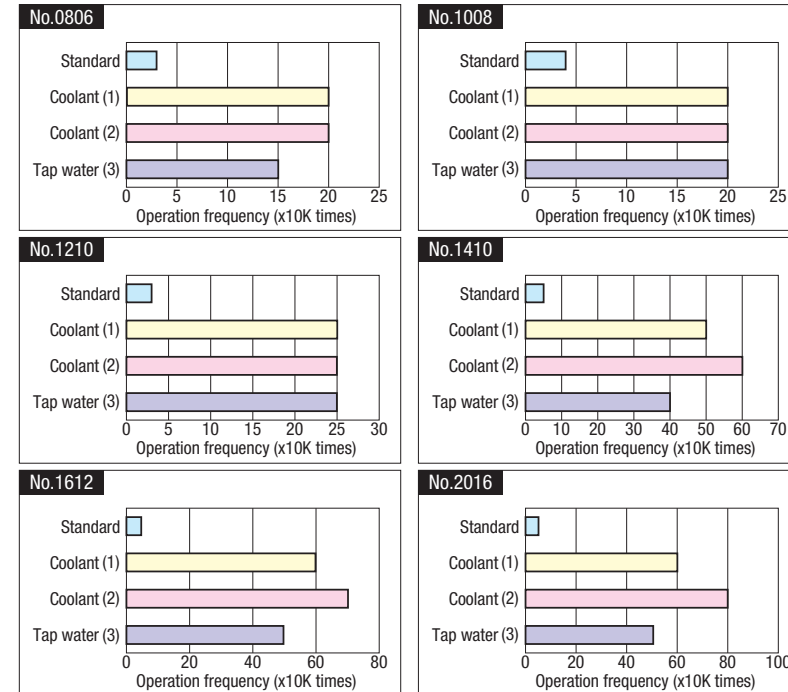 No.0806
Standard
Coolant (1)
Coolant (2)
Tap water (3)
0 5 10 15 20 25
Operation frequency (x10K times)
No.1008
Standard
Coolant (1)
Coolant (2)
Tap water (3)
0 5 10 15 20 25
Operation frequency (x10K times)
No.1210
Standard
Coolant (1)
Coolant (2)
Tap water (3)
0 5 10 15 20 25 30
Operation frequency (x10K times)
No.1410
Standard
Coolant (1)
Coolant (2)
Tap water (3)
0 10 20 30 40 50 60 70
Operation frequency (x10K times)
No.1612
Standard
Coolant (1)
Coolant (2)
Tap water (3)
0 20 40 60 80
Operation frequency (x10K times)
No.2016
Standard
Coolant (1)
Coolant (2)
Tap water (3)
0 20 40 60 80 100
Operation frequency (x10K times)